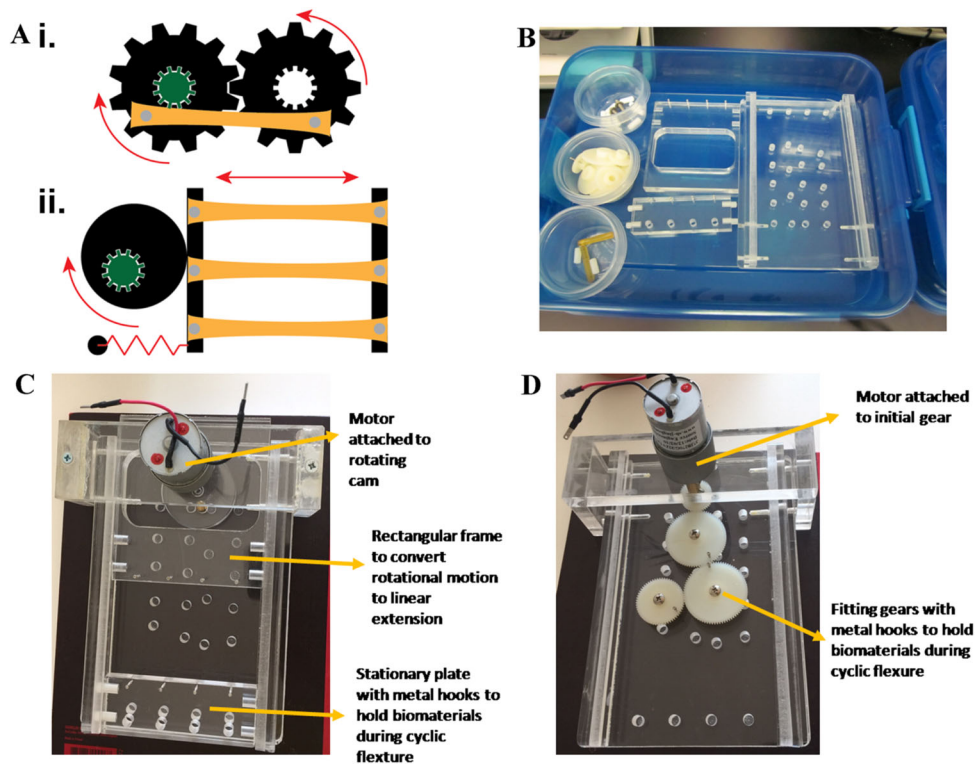 A i.
ii.
B
C
Motor
attached to
rotating
cam
Rectangular frame
to convert
rotational motion
to linear
extension
Stationary plate
with metal hooks to
hold biomaterials
during cyclic
flexture
D
Motor attached
to initial gear
Fitting gears with
metal hooks to hold
biomaterials during
cyclic flexure